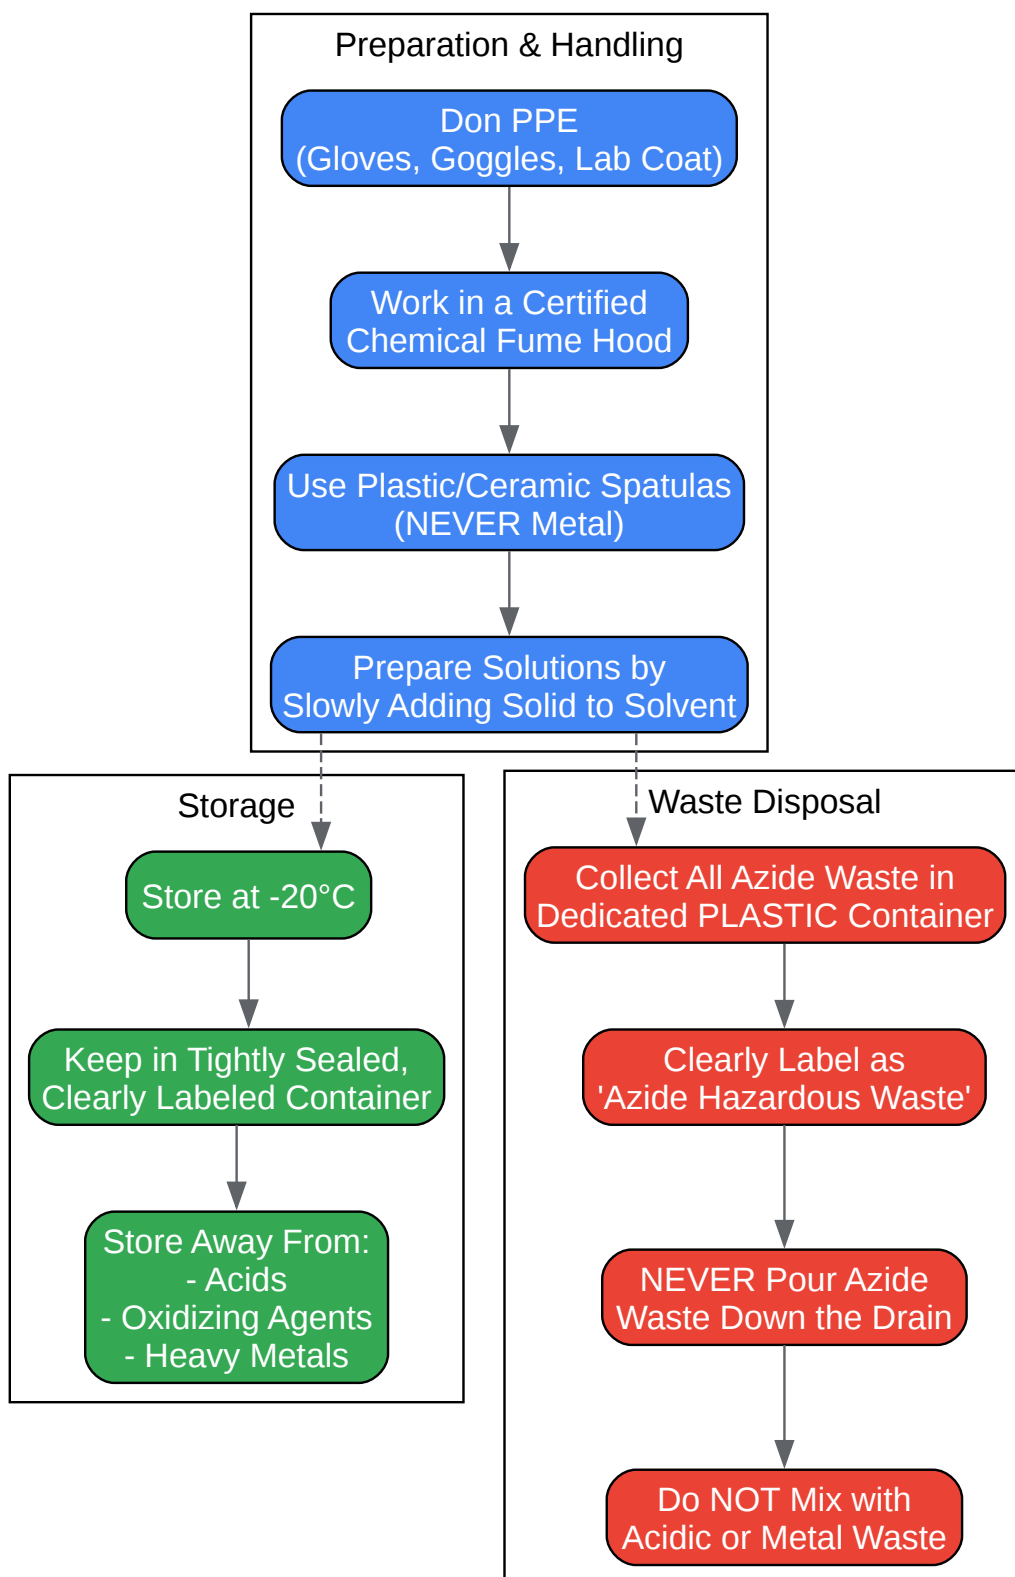 Preparation & Handling
Don PPE
(Gloves, Goggles, Lab Coat)
Work in a Certified
Chemical Fume Hood
Use Plastic/Ceramic Spatulas
(NEVER Metal)
Prepare Solutions by
Slowly Adding Solid to Solvent
Storage
Store at -20°C
Keep in Tightly Sealed,
Clearly Labeled Container
Store Away From:
- Acids
- Oxidizing Agents
- Heavy Metals
Waste Disposal
Collect All Azide Waste in
Dedicated PLASTIC Container
Clearly Label as
'Azide Hazardous Waste'
NEVER Pour Azide
Waste Down the Drain
Do NOT Mix with
Acidic or Metal Waste